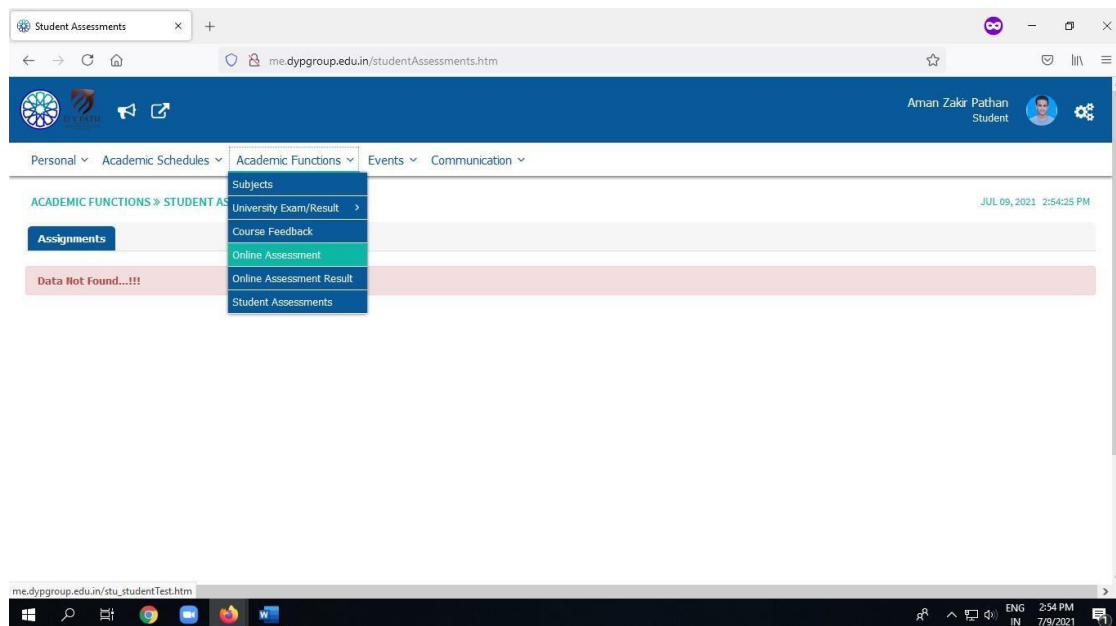 Student Assessments
me.dypgroup.edu.in/studentAssessments.htm
Aman Zakir Pathan
Student
Personal Academic Schedules Academic Functions Events Communication
Subjects
ACADEMIC FUNCTIONS » STUDENT AS
JUL 09, 2021 2:54:25 PM
University Exam/Result
Course Feedback
Assignments
Online Assessment
Data Not Found...!!!
Online Assessment Result
Student Assessments
me.dypgroup.edu.in/stu_studentTest.htm
ENG 2:54 PM
IN 7/9/2021